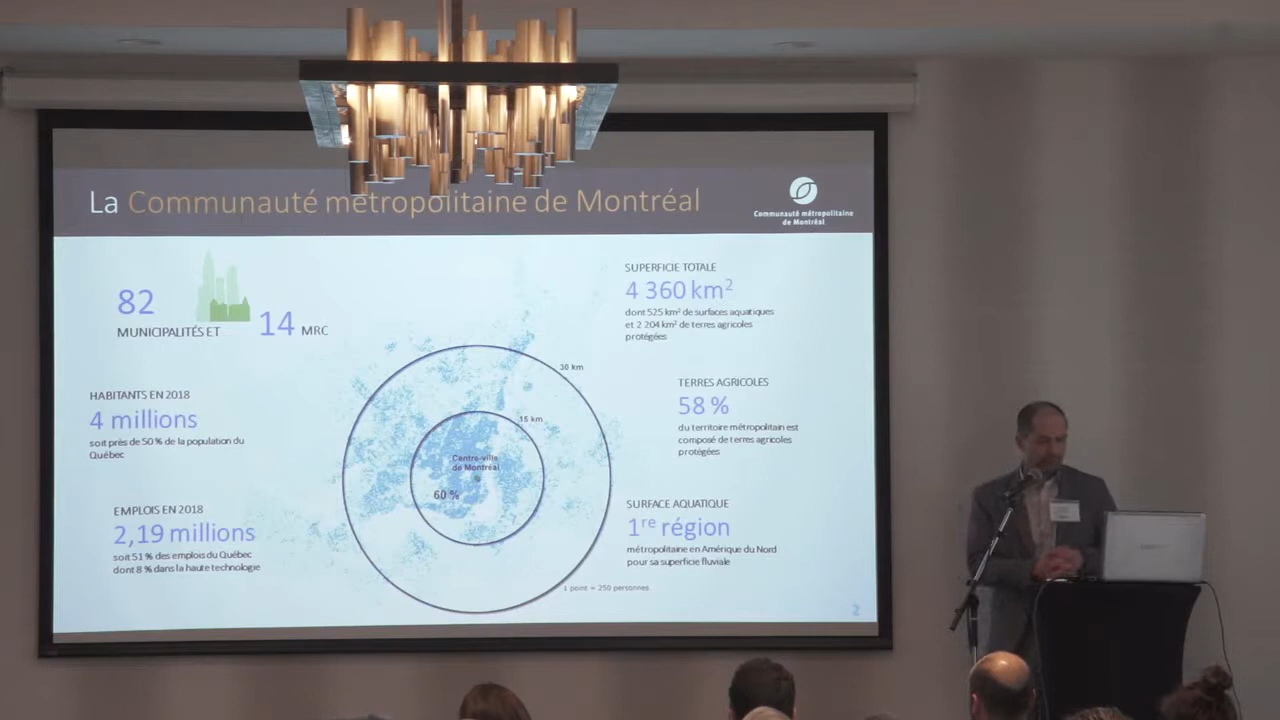 La Communauté métropolitaine de Montréal
Communauté métropolitaine
de Montréal
82
MUNICIPALITÉS ET
14 MRC
HABITANTS EN 2018
4 millions
soit près de 50 % de la population du
Québec
EMPLOIS EN 2018
2,19 millions
soit 51 % des emplois du Québec
dont 8 % dans la haute technologie
30 km
15 km
Centre-ville
de Montréal
60 %
1 point = 250 personnes
SUPERFICIE TOTALE
4 360 km²
dont 525 km² de surfaces aquatiques
et 2 204 km² de terres agricoles
protégées
TERRES AGRICOLES
58 %
du territoire métropolitain est
composé de terres agricoles
protégées
SURFACE AQUATIQUE
1re région
métropolitaine en Amérique du Nord
pour sa superficie fluviale
2